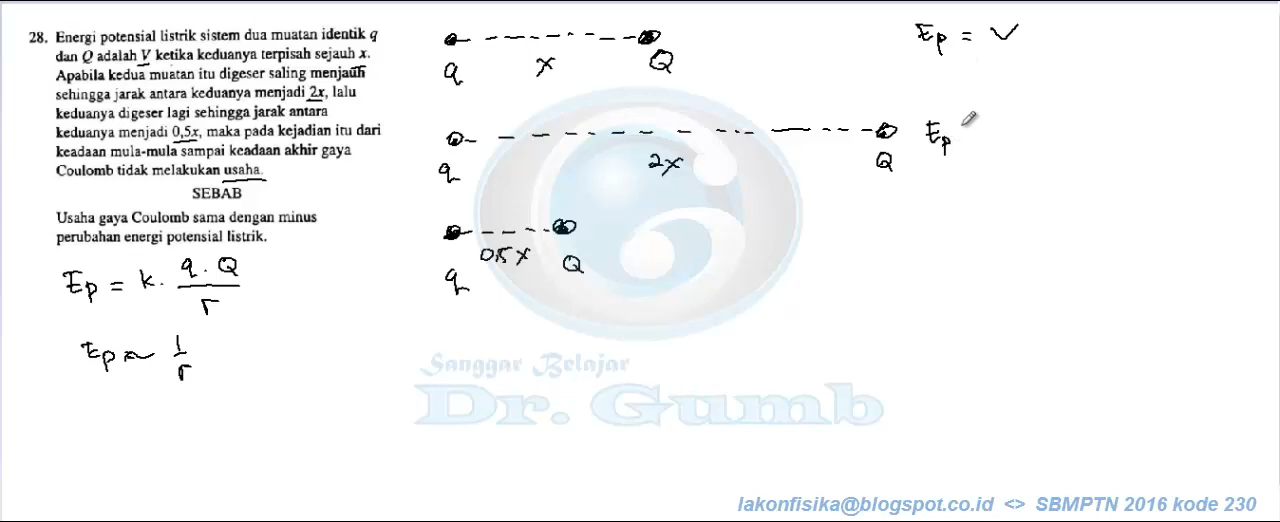 28. Energi potensial listrik sistem dua muatan identik q
dan Q adalah V ketika keduanya terpisah sejauh x.
Apabila kedua muatan itu digeser saling menjauh
sehingga jarak antara keduanya menjadi 2x, lalu
keduanya digeser lagi sehingga jarak antara
keduanya menjadi 0,5x, maka pada kejadian itu dari
keadaan mula-mula sampai keadaan akhir gaya
Coulomb tidak melakukan usaha.
SEBAB
Usaha gaya Coulomb sama dengan minus
perubahan energi potensial listrik.
Ep = k . q . Q
r
Ep ~ 1
r
q x Q
Ep = V
q 2x Q
Ep
0,5x
q Q
Sanggar Belajar
Dr. Gumb
lakonfisika@blogspot.co.id <> SBMPTN 2016 kode 230